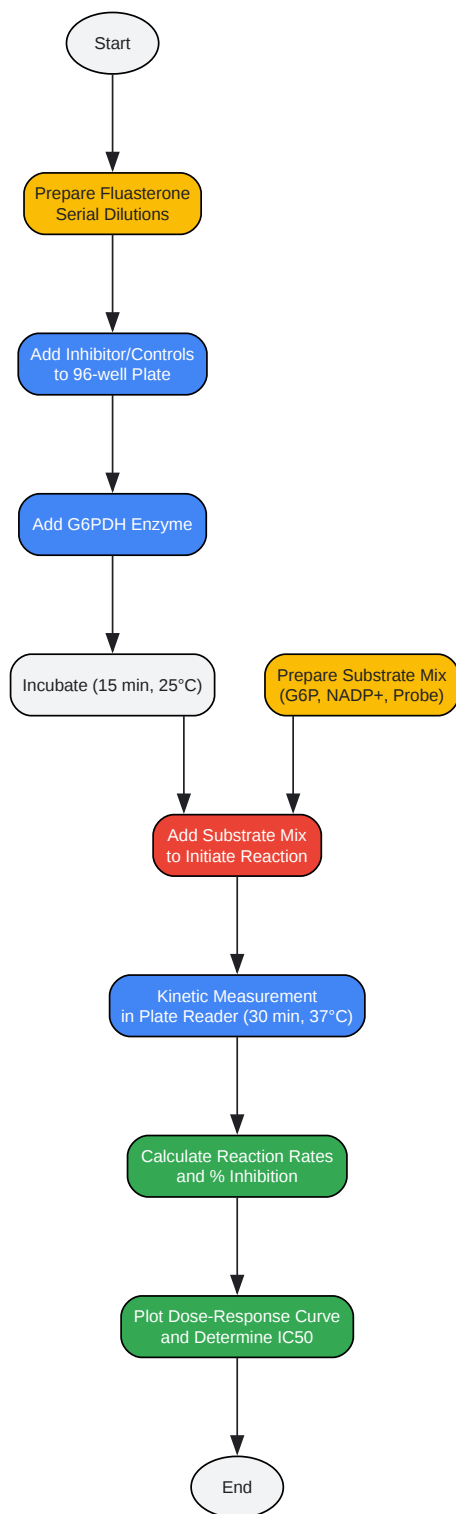 Start
Prepare Fluasterone
Serial Dilutions
Add Inhibitor/Controls
to 96-well Plate
Add G6PDH Enzyme
Incubate (15 min, 25°C)
Prepare Substrate Mix
(G6P, NADP+, Probe)
Add Substrate Mix
to Initiate Reaction
Kinetic Measurement
in Plate Reader (30 min, 37°C)
Calculate Reaction Rates
and % Inhibition
Plot Dose-Response Curve
and Determine IC50
End